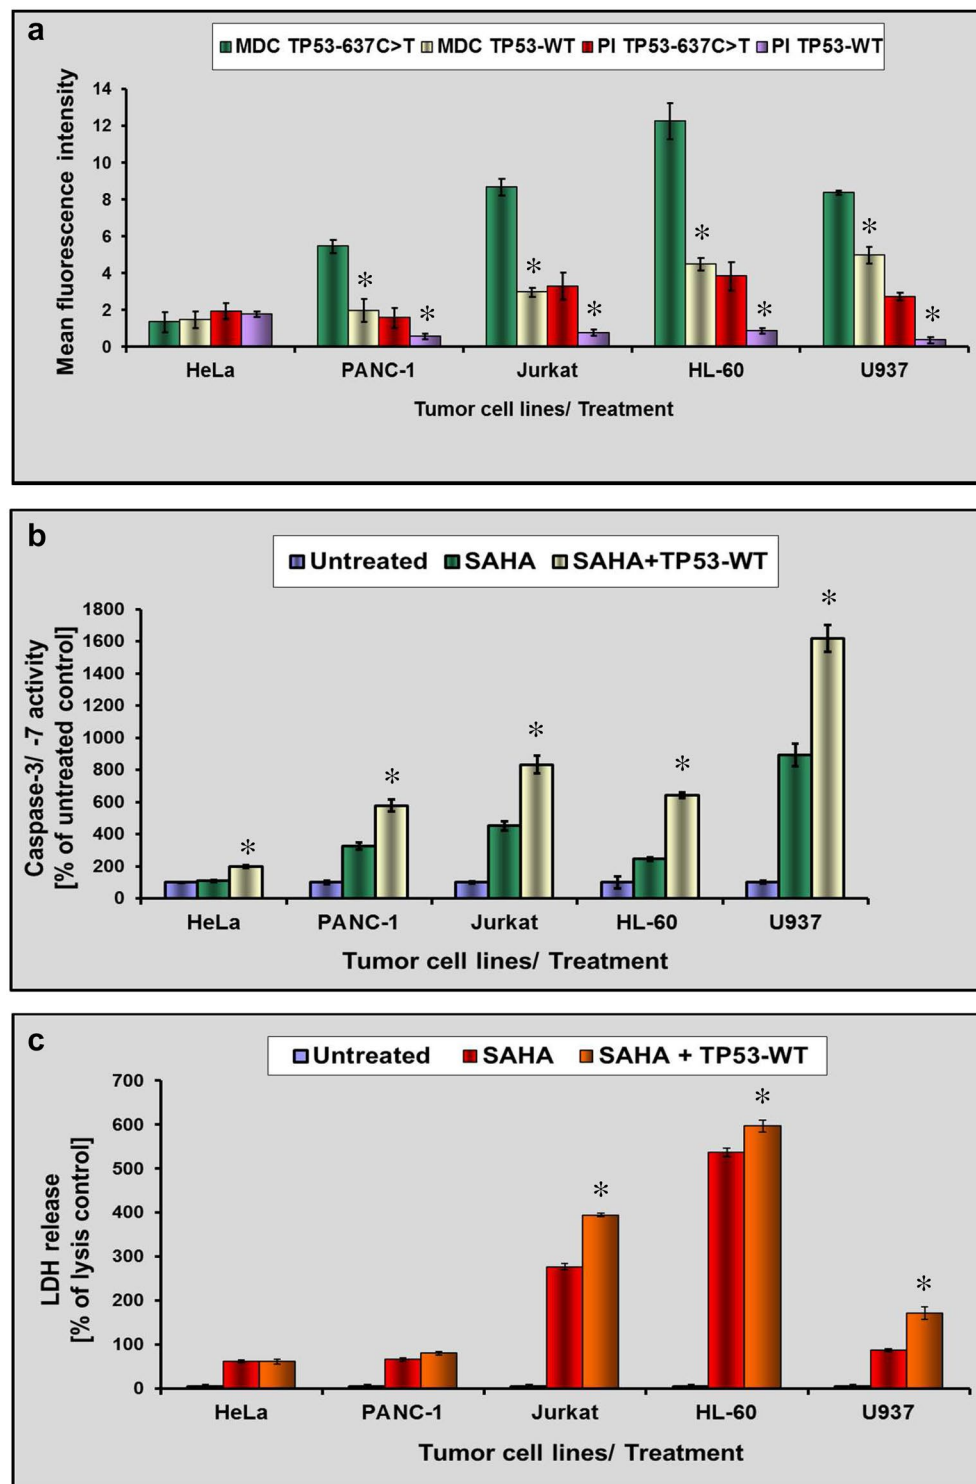 a
MDC TP53-637C>T MDC TP53-WT PI TP53-637C>T PI TP53-WT
Mean fluorescence intensity
14
12
10
8
6
4
2
0
* * * * * * * *
HeLa PANC-1 Jurkat HL-60 U937
Tumor cell lines/ Treatment
b
Untreated SAHA SAHA+TP53-WT
Caspase-3/ -7 activity
[% of untreated control]
1800
1600
1400
1200
1000
800
600
400
200
0
* * * * *
HeLa PANC-1 Jurkat HL-60 U937
Tumor cell lines/ Treatment
c
Untreated SAHA SAHA + TP53-WT
LDH release
[% of lysis control]
700
600
500
400
300
200
100
0
* * *
HeLa PANC-1 Jurkat HL-60 U937
Tumor cell lines/ Treatment